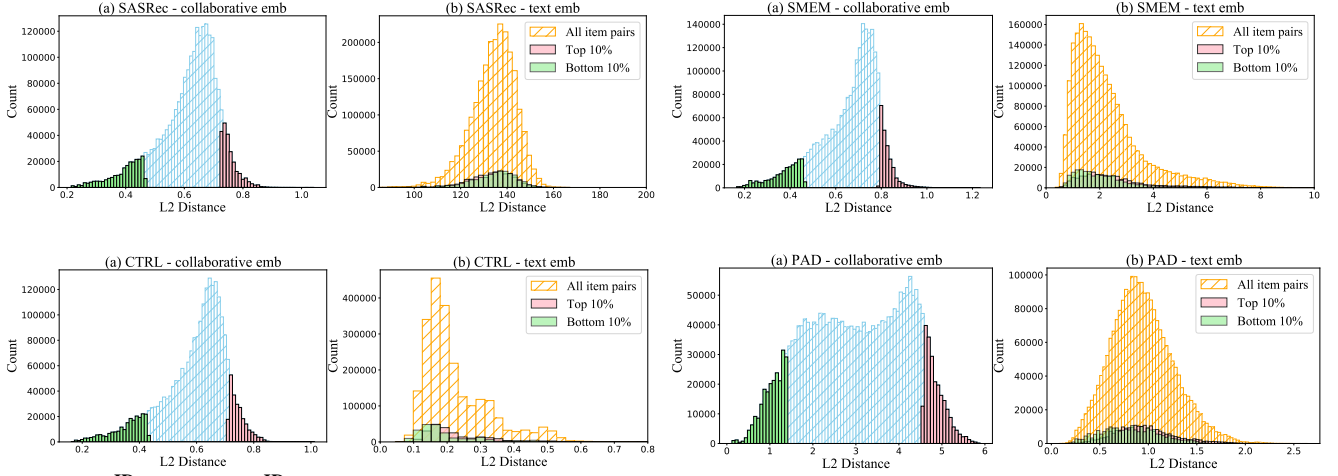 (a) SASRec - collaborative emb
120000
100000
80000
60000
40000
20000
0
Count
0.2 0.4 0.6 0.8 1.0
L2 Distance
(b) SASRec - text emb
All item pairs
Top 10%
Bottom 10%
200000
150000
100000
50000
0
Count
100 120 140 160 180 200
L2 Distance
(a) SMEM - collaborative emb
140000
120000
100000
80000
60000
40000
20000
0
Count
0.2 0.4 0.6 0.8 1.0 1.2
L2 Distance
(b) SMEM - text emb
All item pairs
Top 10%
Bottom 10%
160000
140000
120000
100000
80000
60000
40000
20000
0
Count
0 2 4 6 8 10
L2 Distance
(a) CTRL - collaborative emb
120000
100000
80000
60000
40000
20000
0
Count
0.2 0.4 0.6 0.8 1.0
L2 Distance
(b) CTRL - text emb
All item pairs
Top 10%
Bottom 10%
400000
300000
200000
100000
0
Count
0.0 0.1 0.2 0.3 0.4 0.5 0.6 0.7 0.8
L2 Distance
(a) PAD - collaborative emb
50000
40000
30000
20000
10000
0
Count
0 1 2 3 4 5 6
L2 Distance
(b) PAD - text emb
All item pairs
Top 10%
Bottom 10%
100000
80000
60000
40000
20000
0
Count
0.0 0.5 1.0 1.5 2.0 2.5
L2 Distance